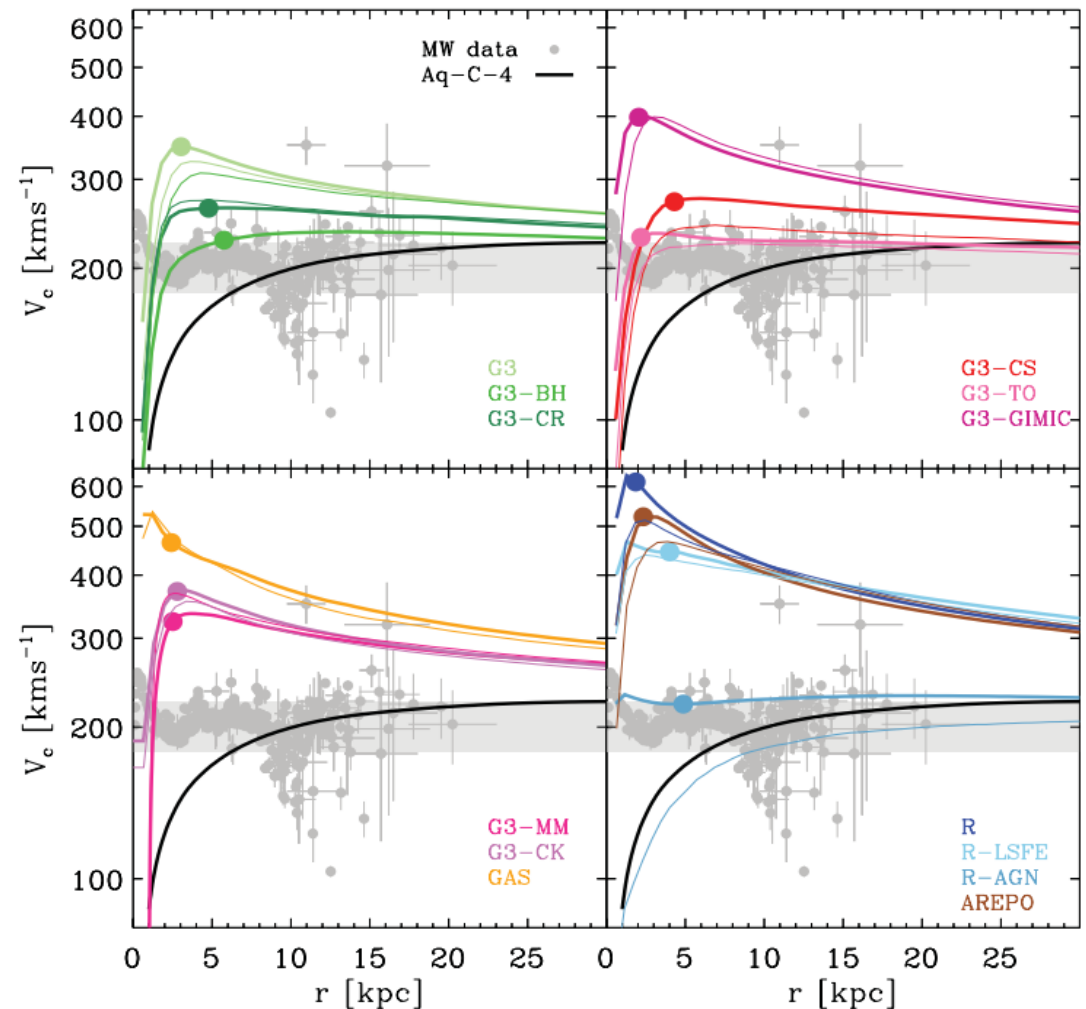 600
500
400
300
200
100
V_c [kms⁻¹]
MW data
Aq-C-4
G3
G3-BH
G3-CR
G3-CS
G3-TO
G3-GIMIC
600
500
400
300
200
100
V_c [kms⁻¹]
G3-MM
G3-CK
GAS
R
R-LSFE
R-AGN
AREPO
0 5 10 15 20 25 0 5 10 15 20 25
r [kpc] r [kpc]